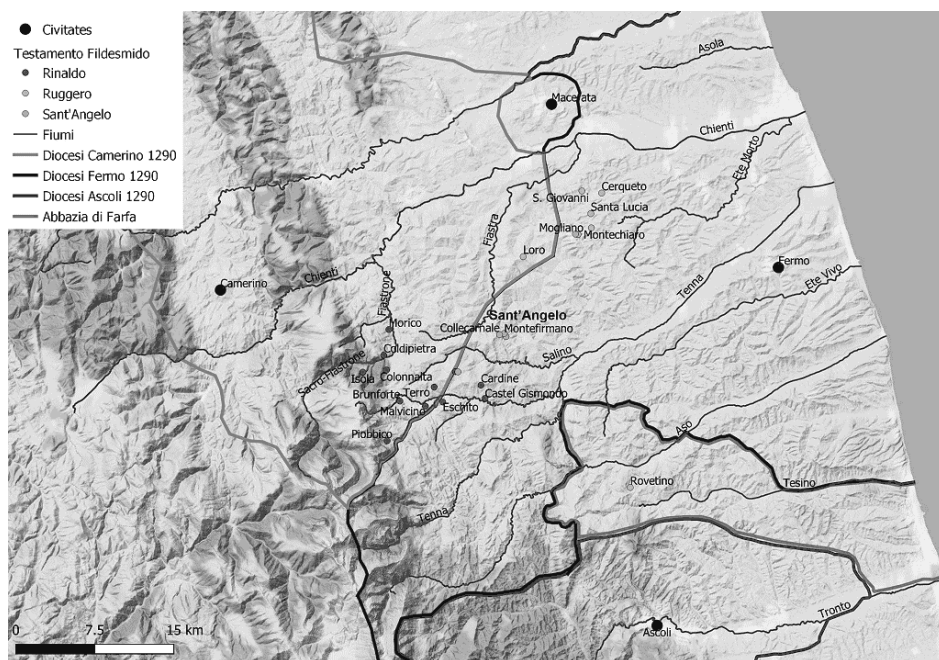 Civitates
Testamento Fildesmido
Rinaldo
Ruggero
Sant'Angelo
Fiumi
Diocesi Camerino 1290
Diocesi Fermo 1290
Diocesi Ascoli 1290
Abbazia di Farfa
Asola
Macerata
Chienti
Ete Morto
Cerqueto
S. Giovanni
Santa Lucia
Fiastra
Mogliano
Montechiaro
Loro
Fermo
Camerino
Chienti
Tenna
Ete Vivo
Fiastrone
Sant'Angelo
Morico
Collecamale
Montefirmano
Coldipietra
Salino
Sacro-Fiastrone
Isola
Colonnalta
Cardine
Brunforte
Terro
Castel Gismondo
Malvicino
Eschito
Piobbico
Aso
Rovetino
Tesino
Tenna
Tronto
Ascoli
0 7.5 15 km